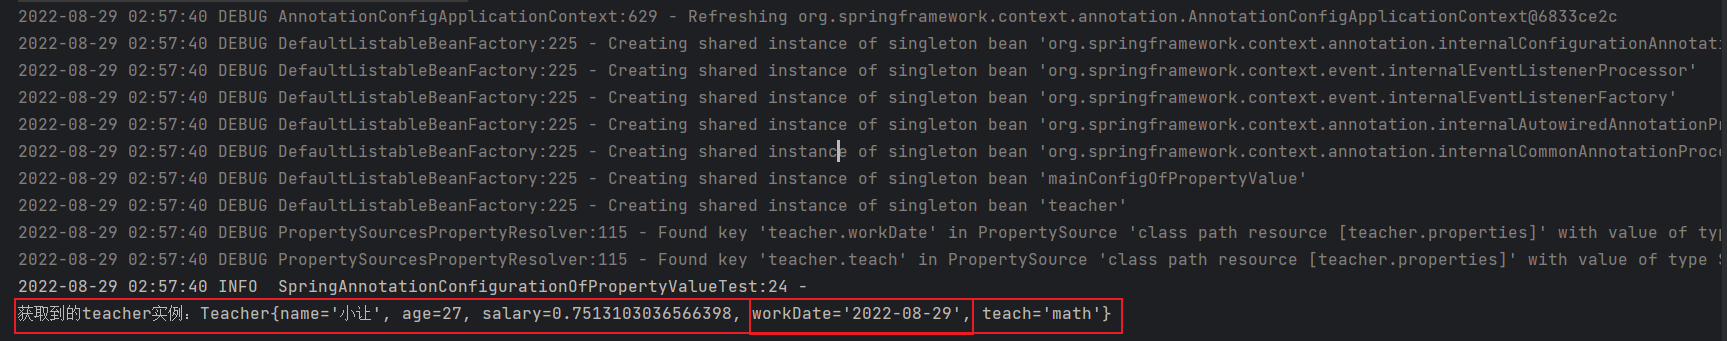 2022-08-29 02:57:40 DEBUG AnnotationConfigApplicationContext:629 - Refreshing org.springframework.context.annotation.AnnotationConfigApplicationContext@6833ce2c
2022-08-29 02:57:40 DEBUG DefaultListableBeanFactory:225 - Creating shared instance of singleton bean 'org.springframework.context.annotation.internalConfigurationAnnotati
2022-08-29 02:57:40 DEBUG DefaultListableBeanFactory:225 - Creating shared instance of singleton bean 'org.springframework.context.event.internalEventListenerProcessor'
2022-08-29 02:57:40 DEBUG DefaultListableBeanFactory:225 - Creating shared instance of singleton bean 'org.springframework.context.event.internalEventListenerFactory'
2022-08-29 02:57:40 DEBUG DefaultListableBeanFactory:225 - Creating shared instance of singleton bean 'org.springframework.context.annotation.internalAutowiredAnnotationPr
2022-08-29 02:57:40 DEBUG DefaultListableBeanFactory:225 - Creating shared instance of singleton bean 'org.springframework.context.annotation.internalCommonAnnotationProce
2022-08-29 02:57:40 DEBUG DefaultListableBeanFactory:225 - Creating shared instance of singleton bean 'mainConfigOfPropertyValue'
2022-08-29 02:57:40 DEBUG DefaultListableBeanFactory:225 - Creating shared instance of singleton bean 'teacher'
2022-08-29 02:57:40 DEBUG PropertySourcesPropertyResolver:115 - Found key 'teacher.workDate' in PropertySource 'class path resource [teacher.properties]' with value of typ
2022-08-29 02:57:40 DEBUG PropertySourcesPropertyResolver:115 - Found key 'teacher.teach' in PropertySource 'class path resource [teacher.properties]' with value of type S
2022-08-29 02:57:40 INFO  SpringAnnotationConfigurationOfPropertyValueTest:24 -
获取到的teacher实例：Teacher{name='小让', age=27, salary=0.7513103036566398, workDate='2022-08-29', teach='math'}